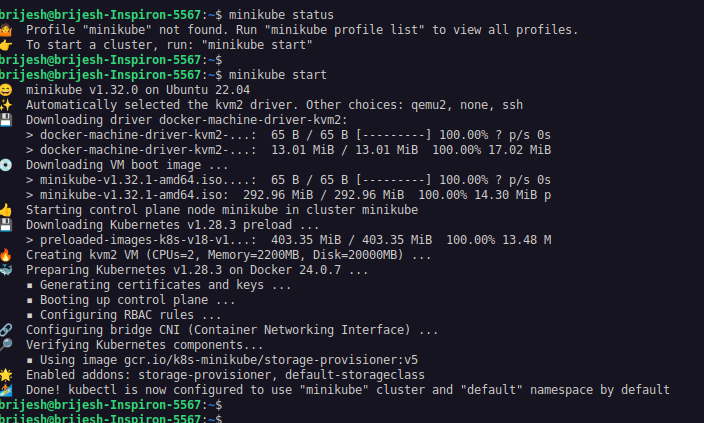 brijesh@brijesh-Inspiron-5567:~$ minikube status
🤷 Profile "minikube" not found. Run "minikube profile list" to view all profiles.
👉 To start a cluster, run: "minikube start"
brijesh@brijesh-Inspiron-5567:~$
brijesh@brijesh-Inspiron-5567:~$ minikube start
😄 minikube v1.32.0 on Ubuntu 22.04
✨ Automatically selected the kvm2 driver. Other choices: qemu2, none, ssh
💾 Downloading driver docker-machine-driver-kvm2:
> docker-machine-driver-kvm2-...: 65 B / 65 B [---------] 100.00% ? p/s 0s
> docker-machine-driver-kvm2-...: 13.01 MiB / 13.01 MiB 100.00% 17.02 MiB
💿 Downloading VM boot image ...
> minikube-v1.32.1-amd64.iso....: 65 B / 65 B [---------] 100.00% ? p/s 0s
> minikube-v1.32.1-amd64.iso: 292.96 MiB / 292.96 MiB 100.00% 14.30 MiB p
👍 Starting control plane node minikube in cluster minikube
💾 Downloading Kubernetes v1.28.3 preload ...
> preloaded-images-k8s-v18-v1...: 403.35 MiB / 403.35 MiB 100.00% 13.48 M
🔥 Creating kvm2 VM (CPUs=2, Memory=2200MB, Disk=20000MB) ...
🐳 Preparing Kubernetes v1.28.3 on Docker 24.0.7 ...
▪ Generating certificates and keys ...
▪ Booting up control plane ...
▪ Configuring RBAC rules ...
🔗 Configuring bridge CNI (Container Networking Interface) ...
🔎 Verifying Kubernetes components...
▪ Using image gcr.io/k8s-minikube/storage-provisioner:v5
🌟 Enabled addons: storage-provisioner, default-storageclass
🏄 Done! kubectl is now configured to use "minikube" cluster and "default" namespace by default
brijesh@brijesh-Inspiron-5567:~$
brijesh@brijesh-Inspiron-5567:~$